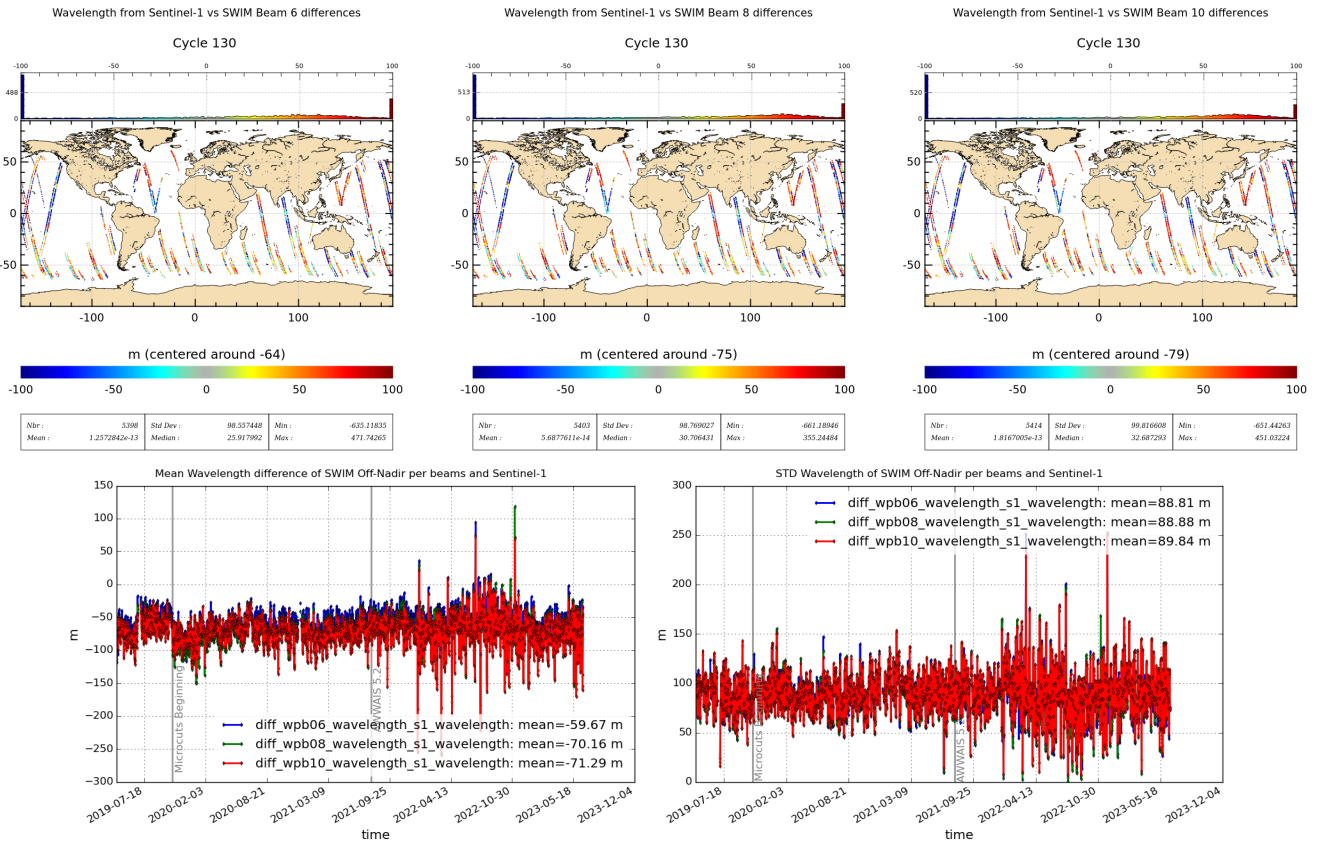 Wavelength from Sentinel-1 vs SWIM Beam 6 differences
Cycle 130
-100 -50 0 50 100
488
0
50
0
-50
-100 0 100
m (centered around -64)
-100 -50 0 50 100
Nbr : 5398 Std Dev : 98.557448 Min : -635.11835
Mean : 1.2572842e-13 Median : 25.917992 Max : 471.74265
Wavelength from Sentinel-1 vs SWIM Beam 8 differences
Cycle 130
-100 -50 0 50 100
513
0
50
0
-50
-100 0 100
m (centered around -75)
-100 -50 0 50 100
Nbr : 5403 Std Dev : 98.769027 Min : -661.18946
Mean : 5.6877611e-14 Median : 30.706431 Max : 355.24484
Wavelength from Sentinel-1 vs SWIM Beam 10 differences
Cycle 130
-100 -50 0 50 100
520
0
50
0
-50
-100 0 100
m (centered around -79)
-100 -50 0 50 100
Nbr : 5414 Std Dev : 99.816608 Min : -651.44263
Mean : 1.8167005e-13 Median : 32.687293 Max : 451.03224
Mean Wavelength difference of SWIM Off-Nadir per beams and Sentinel-1
150
100
50
0
−50
−100
−150
−200
−250
−300
m
Microcuts Beginning
AWWAIS 5.2
diff_wpb06_wavelength_s1_wavelength: mean=-59.67 m
diff_wpb08_wavelength_s1_wavelength: mean=-70.16 m
diff_wpb10_wavelength_s1_wavelength: mean=-71.29 m
2019-07-18 2020-02-03 2020-08-21 2021-03-09 2021-09-25 2022-04-13 2022-10-30 2023-05-18 2023-12-04
time
STD Wavelength of SWIM Off-Nadir per beams and Sentinel-1
300
250
200
150
100
50
0
m
diff_wpb06_wavelength_s1_wavelength: mean=88.81 m
diff_wpb08_wavelength_s1_wavelength: mean=88.88 m
diff_wpb10_wavelength_s1_wavelength: mean=89.84 m
Microcuts
AWWAIS
2019-07-18 2020-02-03 2020-08-21 2021-03-09 2021-09-25 2022-04-13 2022-10-30 2023-05-18 2023-12-04
time